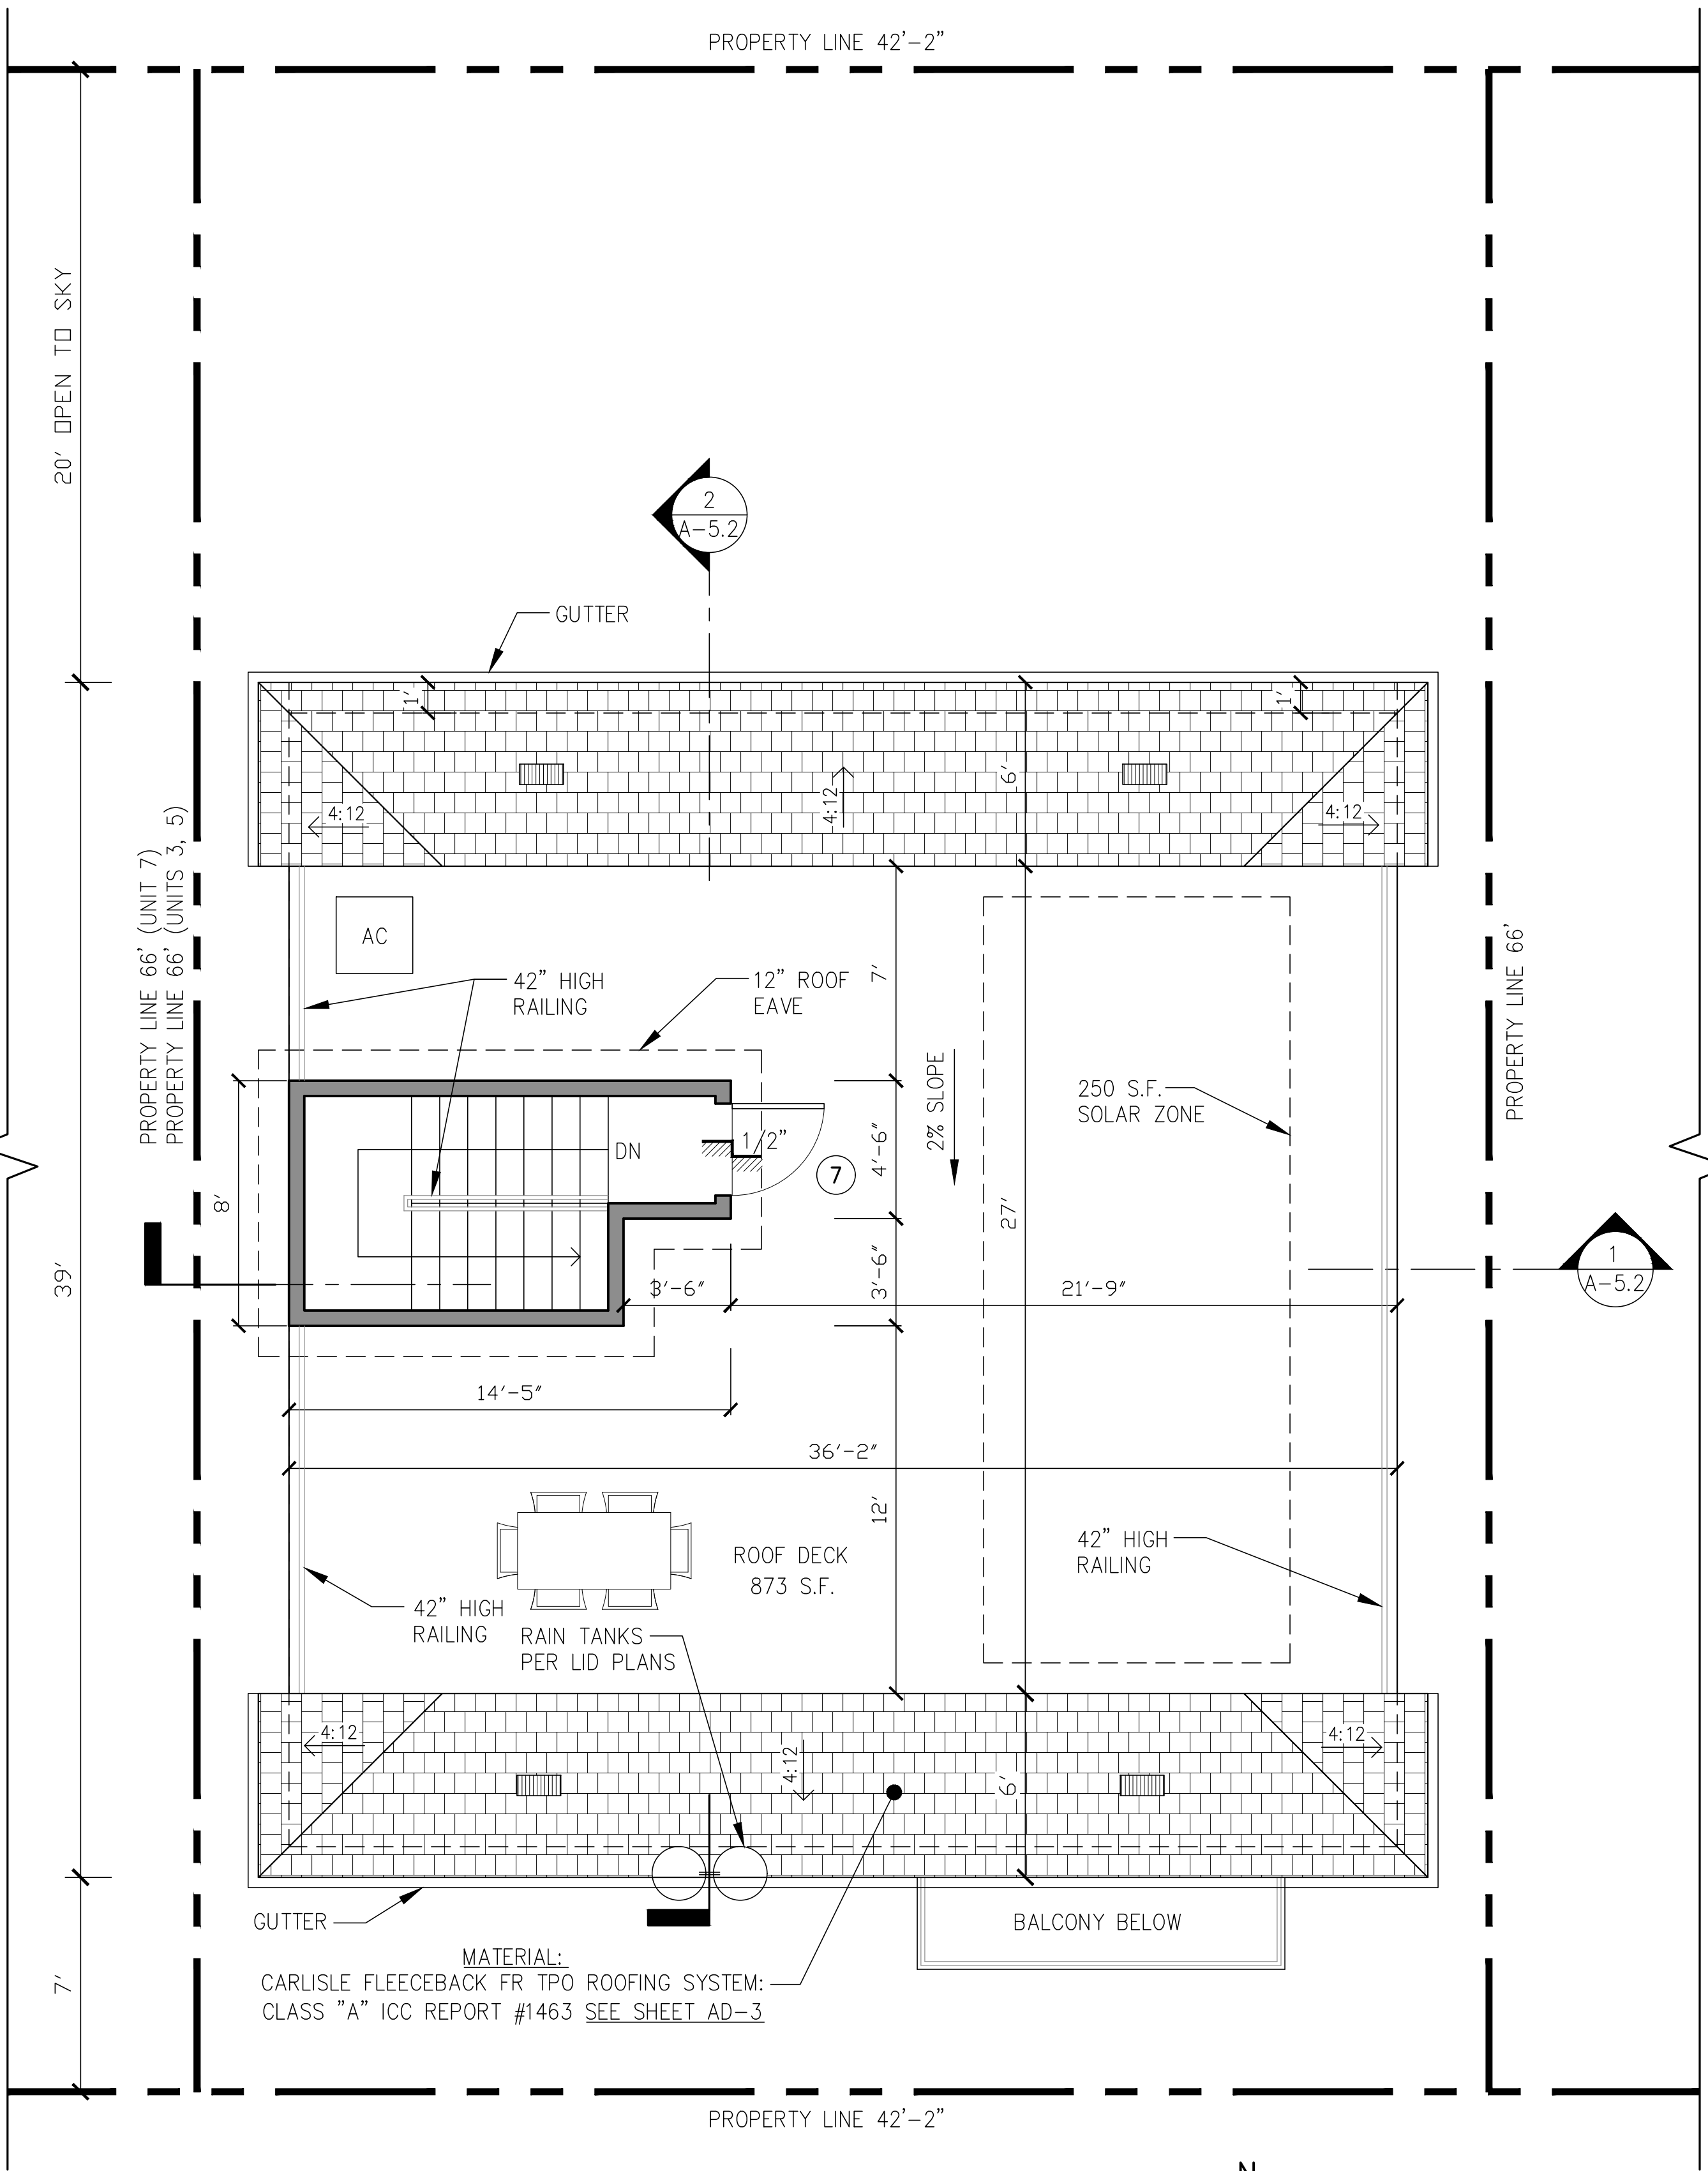 PROPERTY LINE 42'-2"
20' OPEN TO SKY
2
A-5.2
GUTTER
1'
1'
6'
4:12
4:12
4:12
PROPERTY LINE 66' (UNIT 7)
PROPERTY LINE 66' (UNITS 3, 5)
AC
42" HIGH
RAILING
12" ROOF
EAVE
7'
PROPERTY LINE 66'
2% SLOPE
250 S.F.
SOLAR ZONE
DN
1/2"
7
4'-6"
8'
27'
39'
3'-6"
3'-6"
21'-9"
1
A-5.2
14'-5"
36'-2"
12'
ROOF DECK
873 S.F.
42" HIGH
RAILING
42" HIGH
RAILING
RAIN TANKS
PER LID PLANS
4:12
4:12
4:12
6'
GUTTER
BALCONY BELOW
MATERIAL:
CARLISLE FLEECEBACK FR TPO ROOFING SYSTEM:
CLASS "A" ICC REPORT #1463 SEE SHEET AD-3
7'
PROPERTY LINE 42'-2"
N